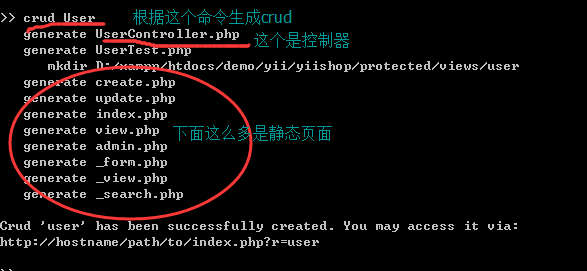 >> crud User 根据这个命令生成crud
generate UserController.php 这个是控制器
generate UserTest.php
mkdir D:/xampp/htdocs/demo/yii/yiishop/protected/views/user
generate create.php
generate update.php
generate index.php
generate view.php 下面这么多是静态页面
generate admin.php
generate _form.php
generate _view.php
generate _search.php
Crud 'user' has been successfully created. You may access it via:
http://hostname/path/to/index.php?r=user
>>